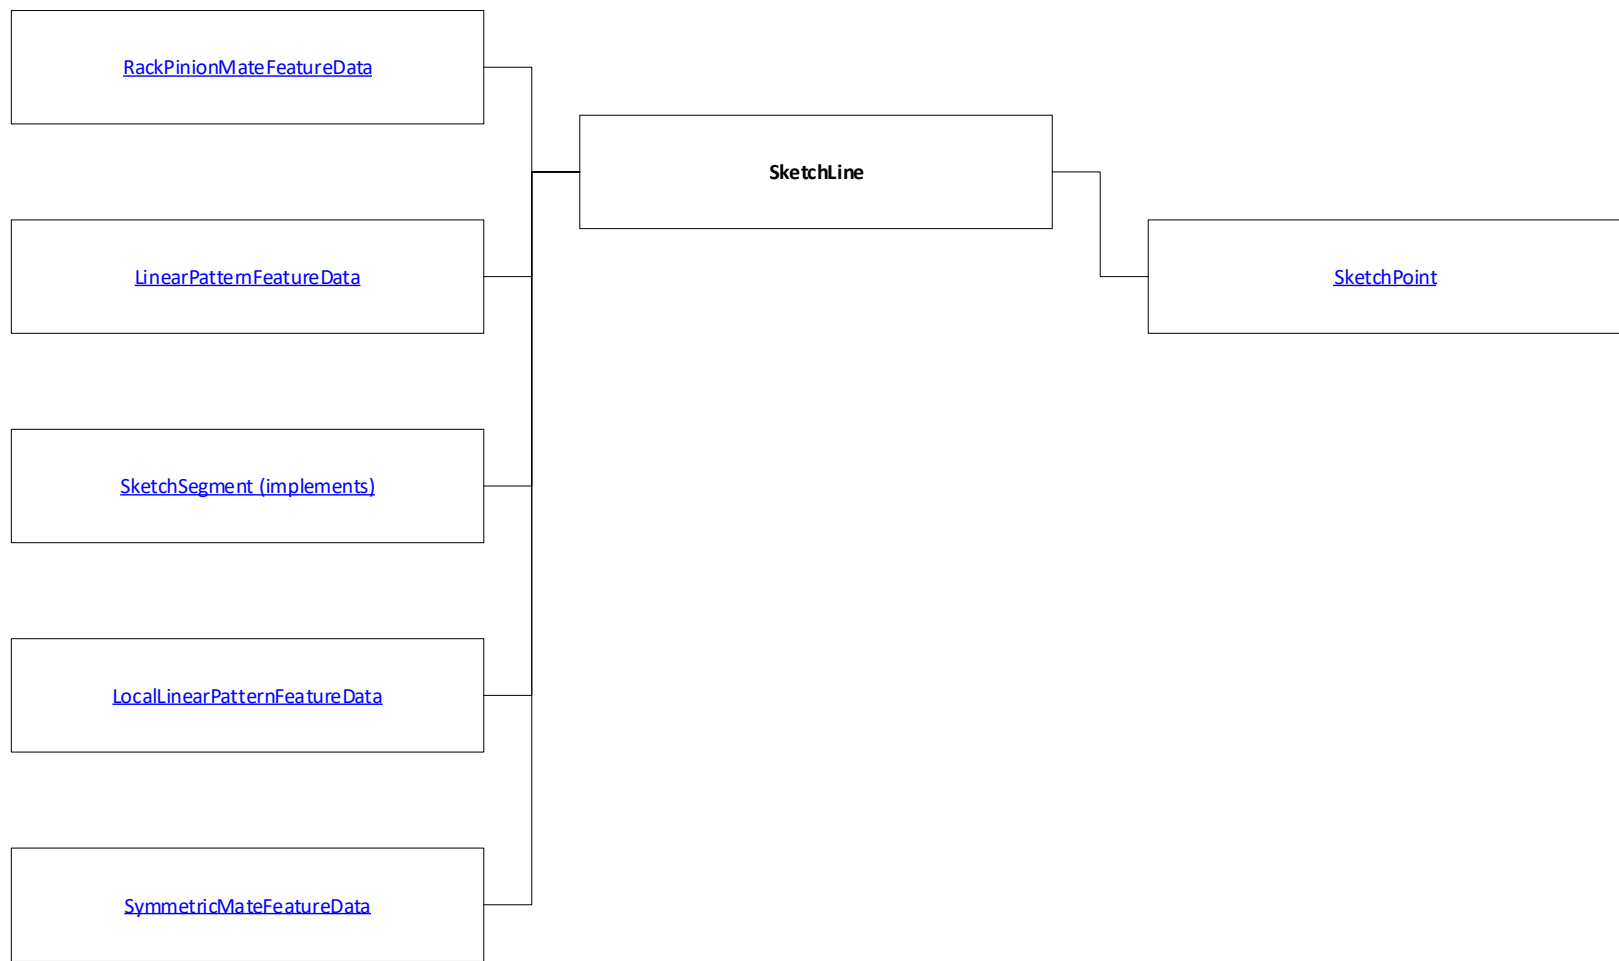 RackPinionMateFeatureData
SketchLine
LinearPatternFeatureData
SketchPoint
SketchSegment (implements)
LocalLinearPatternFeatureData
SymmetricMateFeatureData